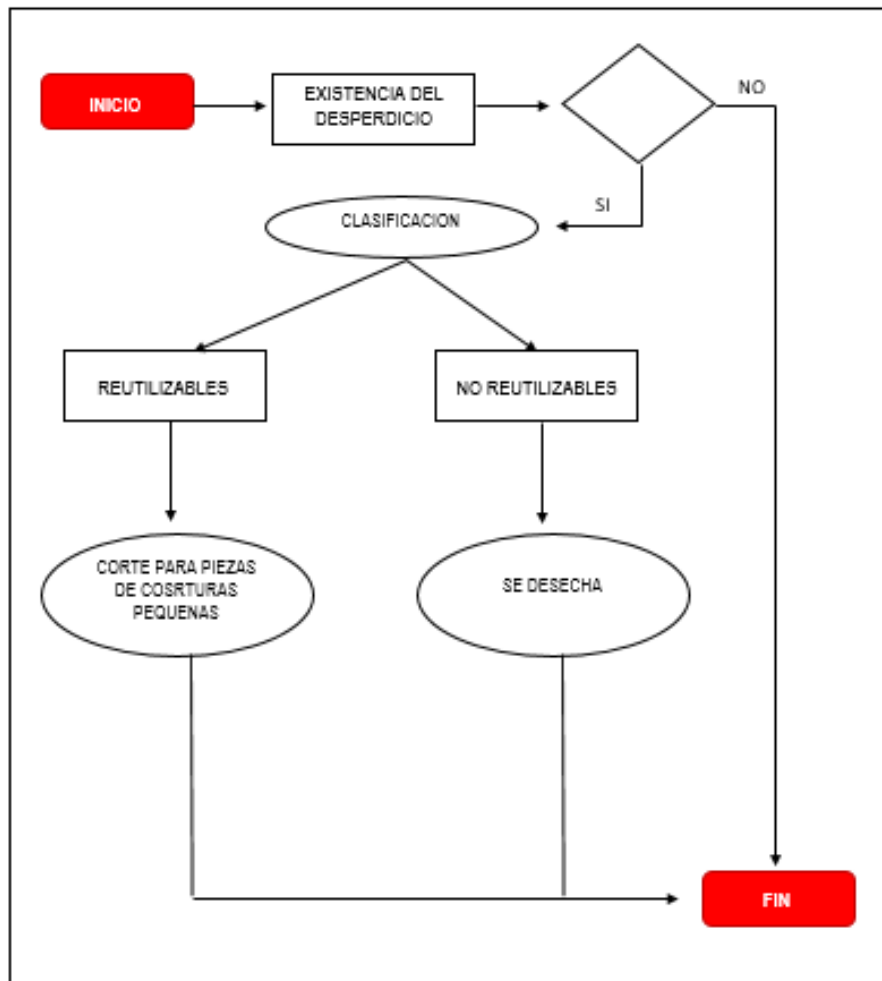 INICIO
EXISTENCIA DEL
DESPERDICIO
NO
SI
CLASIFICACION
REUTILIZABLES
NO REUTILIZABLES
CORTE PARA PIEZAS
DE COSRTURAS
PEQUENAS
SE DESECHA
FIN